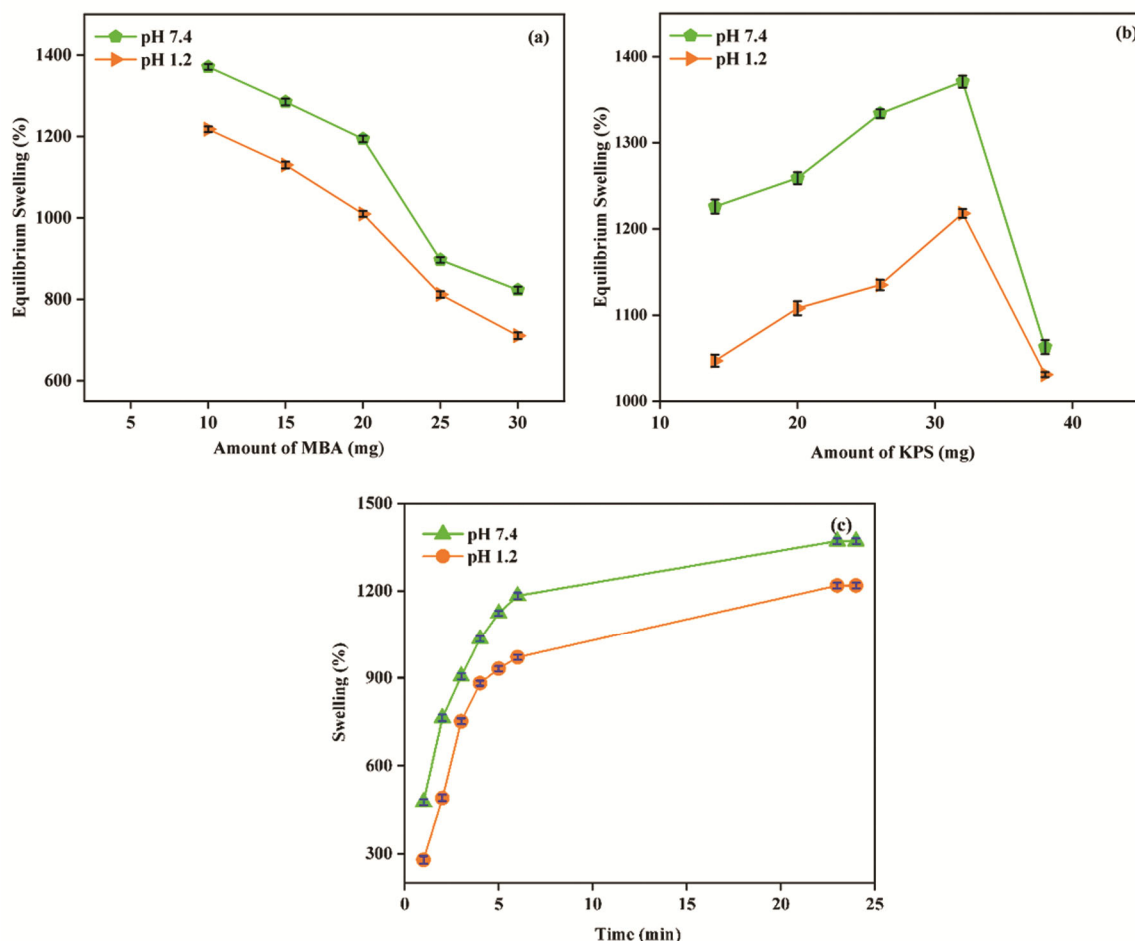 (a)
pH 7.4
pH 1.2
1400
1200
1000
800
600
Equilibrium Swelling (%)
5 10 15 20 25 30
Amount of MBA (mg)
(b)
pH 7.4
pH 1.2
1400
1300
1200
1100
1000
Equilibrium Swelling (%)
10 20 30 40
Amount of KPS (mg)
(c)
pH 7.4
pH 1.2
1500
1200
900
600
300
Swelling (%)
0 5 10 15 20 25
Time (min)